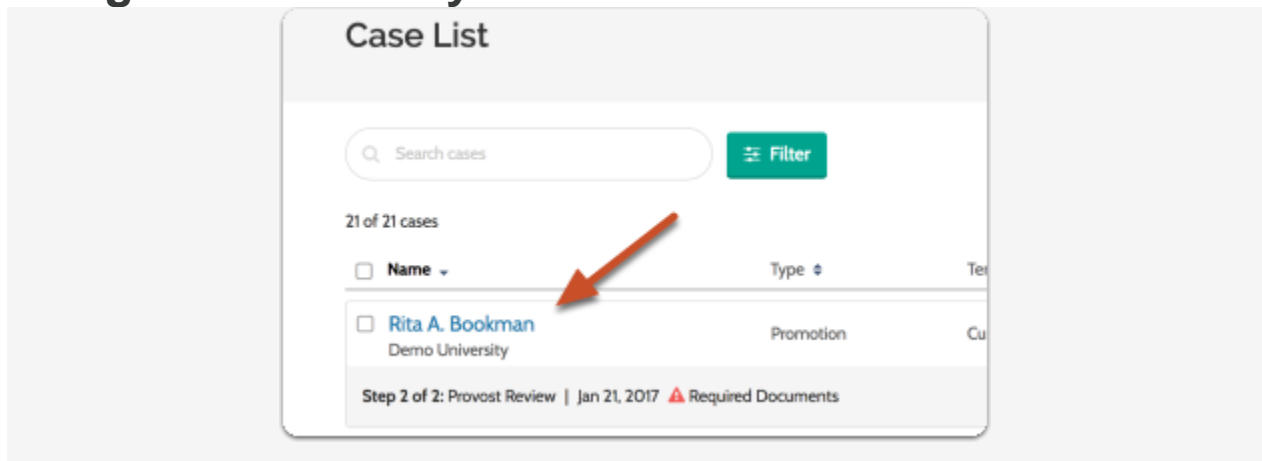 Case List
Search cases
Filter
21 of 21 cases
Name
Type
Rita A. Bookman
Promotion
Demo University
Step 2 of 2: Provost Review | Jan 21, 2017 Required Documents